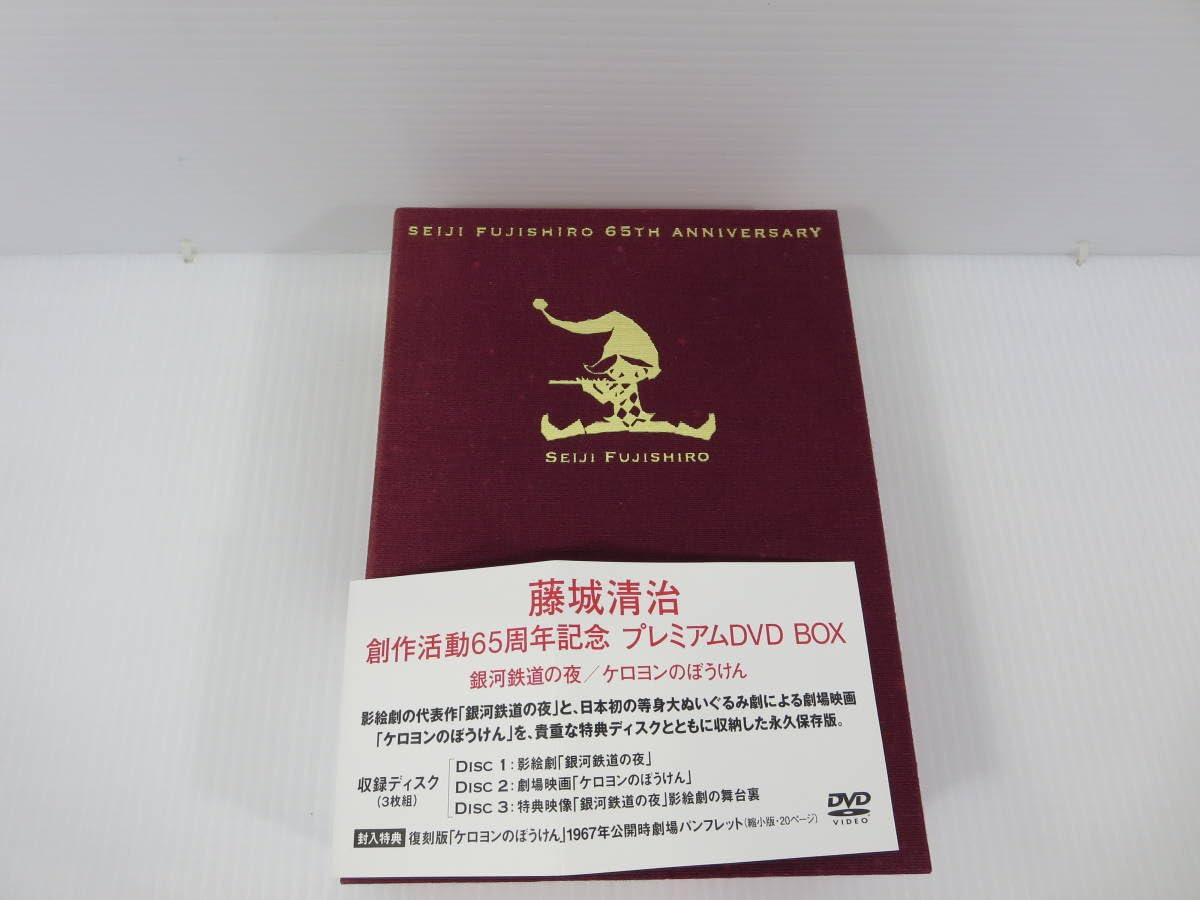 SEIJI FUJISHIRO 65TH ANNIVERSARY
SEIJI FUJISHIRO
藤城清治
創作活動65周年記念 プレミアムDVD BOX
銀河鉄道の夜／ケロヨンのぼうけん
影絵劇の代表作「銀河鉄道の夜」と、日本初の等身大ぬいぐるみ劇による劇場映画
「ケロヨンのぼうけん」を、貴重な特典ディスクとともに収納した永久保存版。
収録ディスク
(3枚組)
DISC 1：影絵劇「銀河鉄道の夜」
DISC 2：劇場映画「ケロヨンのぼうけん」
DISC 3：特典映像「銀河鉄道の夜」影絵劇の舞台裏
封入特典 復刻版「ケロヨンのぼうけん」1967年公開時劇場パンフレット(縮小版・20ページ)
DVD
VIDEO